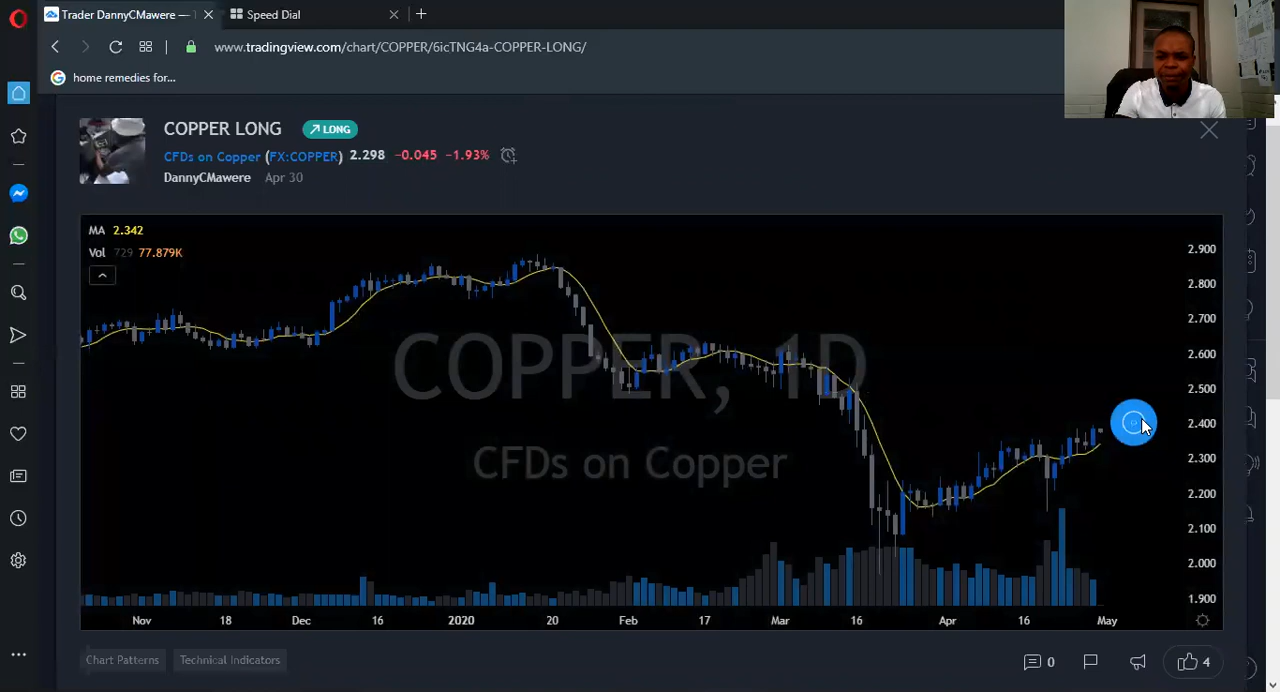 Trader DannyCMawere —
Speed Dial
www.tradingview.com/chart/COPPER/6icTNG4a-COPPER-LONG/
home remedies for...
COPPER LONG
LONG
CFDs on Copper (FX:COPPER) 2.298 −0.045 −1.93%
DannyCMawere Apr 30
MA 2.342
Vol 729 77.879K
COPPER, 1D
CFDs on Copper
2.900
2.800
2.700
2.600
2.500
2.400
2.300
2.200
2.100
2.000
1.900
Nov 18 Dec 16 2020 20 Feb 17 Mar 16 Apr 16 May
Chart Patterns
Technical Indicators
0
4